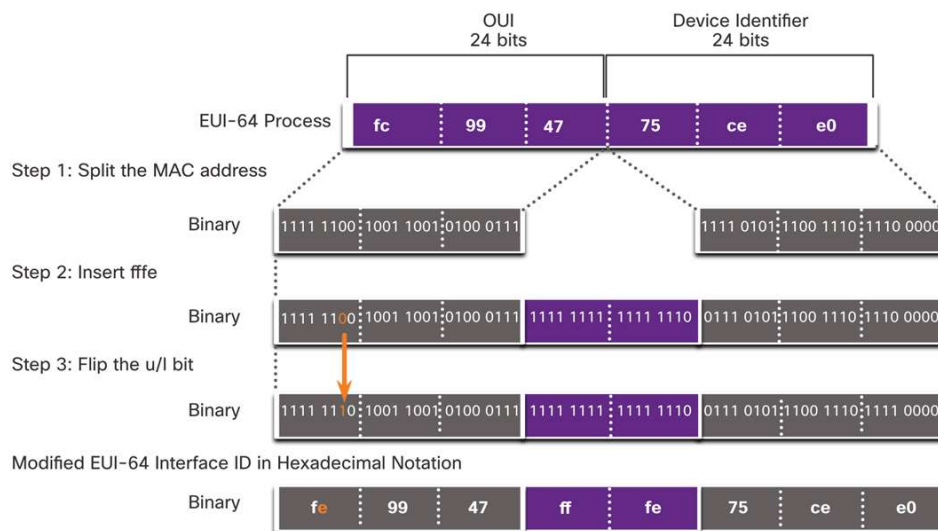 OUI Device Identifier
24 bits 24 bits
EUI-64 Process fc 99 47 75 ce e0
Step 1: Split the MAC address
Binary 1111 1100 1001 1001 0100 0111 1111 0101 1100 1110 1110 0000
Step 2: Insert fffe
Binary 1111 1100 1001 1001 0100 0111 1111 1111 1111 1110 0111 0101 1100 1110 1110 0000
Step 3: Flip the u/l bit
Binary 1111 1110 1001 1001 0100 0111 1111 1111 1111 1110 0111 0101 1100 1110 1111 0000
Modified EUI-64 Interface ID in Hexadecimal Notation
Binary fe 99 47 ff fe 75 ce e0